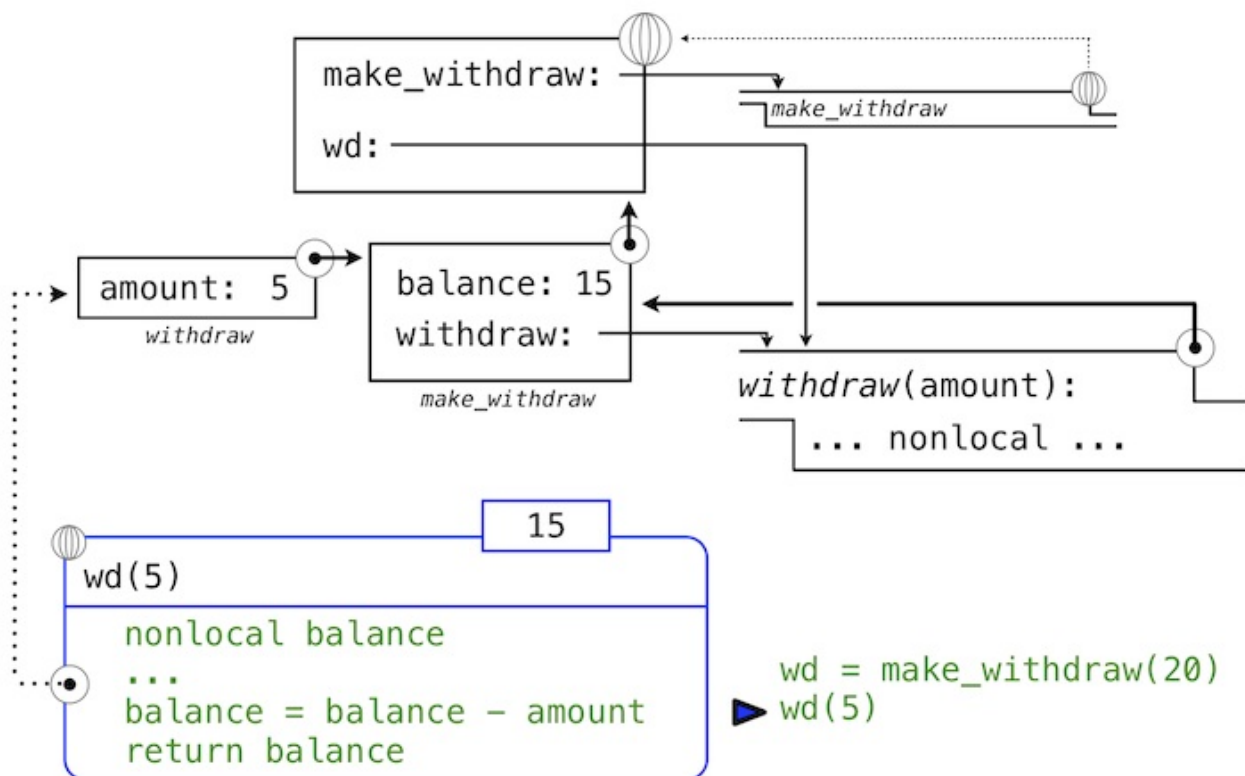 make_withdraw:
make_withdraw
wd:
amount: 5
withdraw
balance: 15
withdraw:
make_withdraw
withdraw(amount):
... nonlocal ...
15
wd(5)
nonlocal balance
...
balance = balance – amount
return balance
wd = make_withdraw(20)
wd(5)